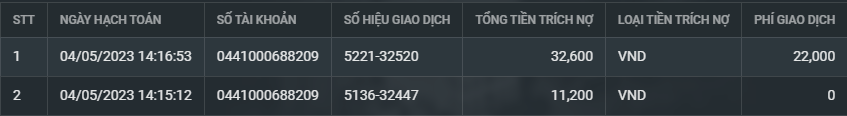 STT NGÀY HẠCH TOÁN SỐ TÀI KHOẢN SỐ HIỆU GIAO DỊCH TỔNG TIỀN TRÍCH NỢ LOẠI TIỀN TRÍCH NỢ PHÍ GIAO DỊCH
1 04/05/2023 14:16:53 0441000688209 5221-32520 32,600 VND 22,000
2 04/05/2023 14:15:12 0441000688209 5136-32447 11,200 VND 0